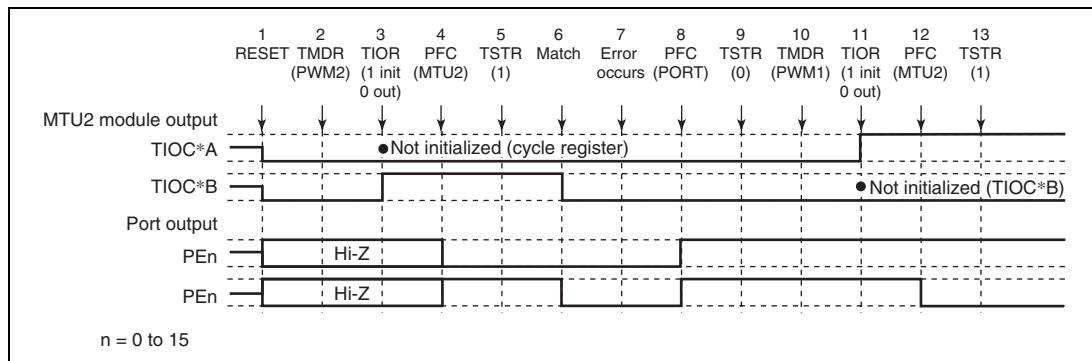 1 2 3 4 5 6 7 8 9 10 11 12 13
RESET TMDR TIOR PFC TSTR Match Error PFC TSTR TMDR TIOR PFC TSTR
(PWM2) (1 init (MTU2) (1) occurs (PORT) (0) (PWM1) (1 init (MTU2) (1)
0 out) 0 out)
MTU2 module output
TIOC*A ●Not initialized (cycle register)
TIOC*B ● Not initialized (TIOC*B)
Port output
PEn Hi-Z
PEn Hi-Z
n = 0 to 15